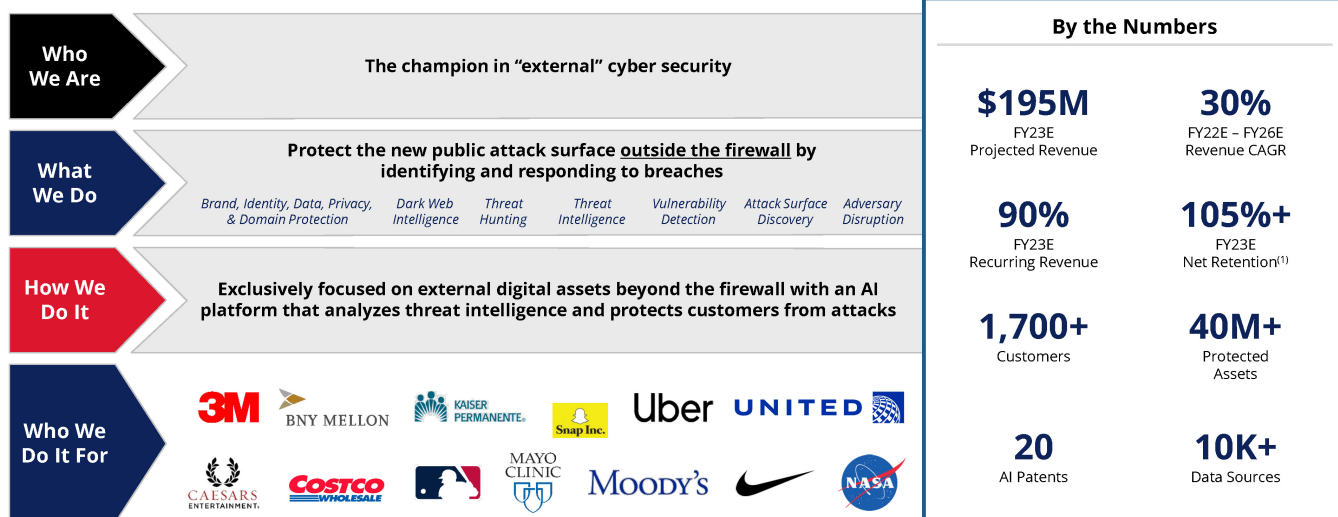 Who
We Are
The champion in “external” cyber security
What
We Do
Protect the new public attack surface outside the firewall by
identifying and responding to breaches
Brand, Identity, Data, Privacy,
& Domain Protection
Dark Web
Intelligence
Threat
Hunting
Threat
Intelligence
Vulnerability
Detection
Attack Surface
Discovery
Adversary
Disruption
How We
Do It
Exclusively focused on external digital assets beyond the firewall with an AI
platform that analyzes threat intelligence and protects customers from attacks
Who We
Do It For
3M
BNY MELLON
KAISER
PERMANENTE®
Snap Inc.
Uber
UNITED
CAESARS
ENTERTAINMENT.
COSTCO
WHOLESALE
MAYO
CLINIC
MOODY'S
NASA
By the Numbers
$195M
FY23E
Projected Revenue
30%
FY22E – FY26E
Revenue CAGR
90%
FY23E
Recurring Revenue
105%+
FY23E
Net Retention(1)
1,700+
Customers
40M+
Protected
Assets
20
AI Patents
10K+
Data Sources